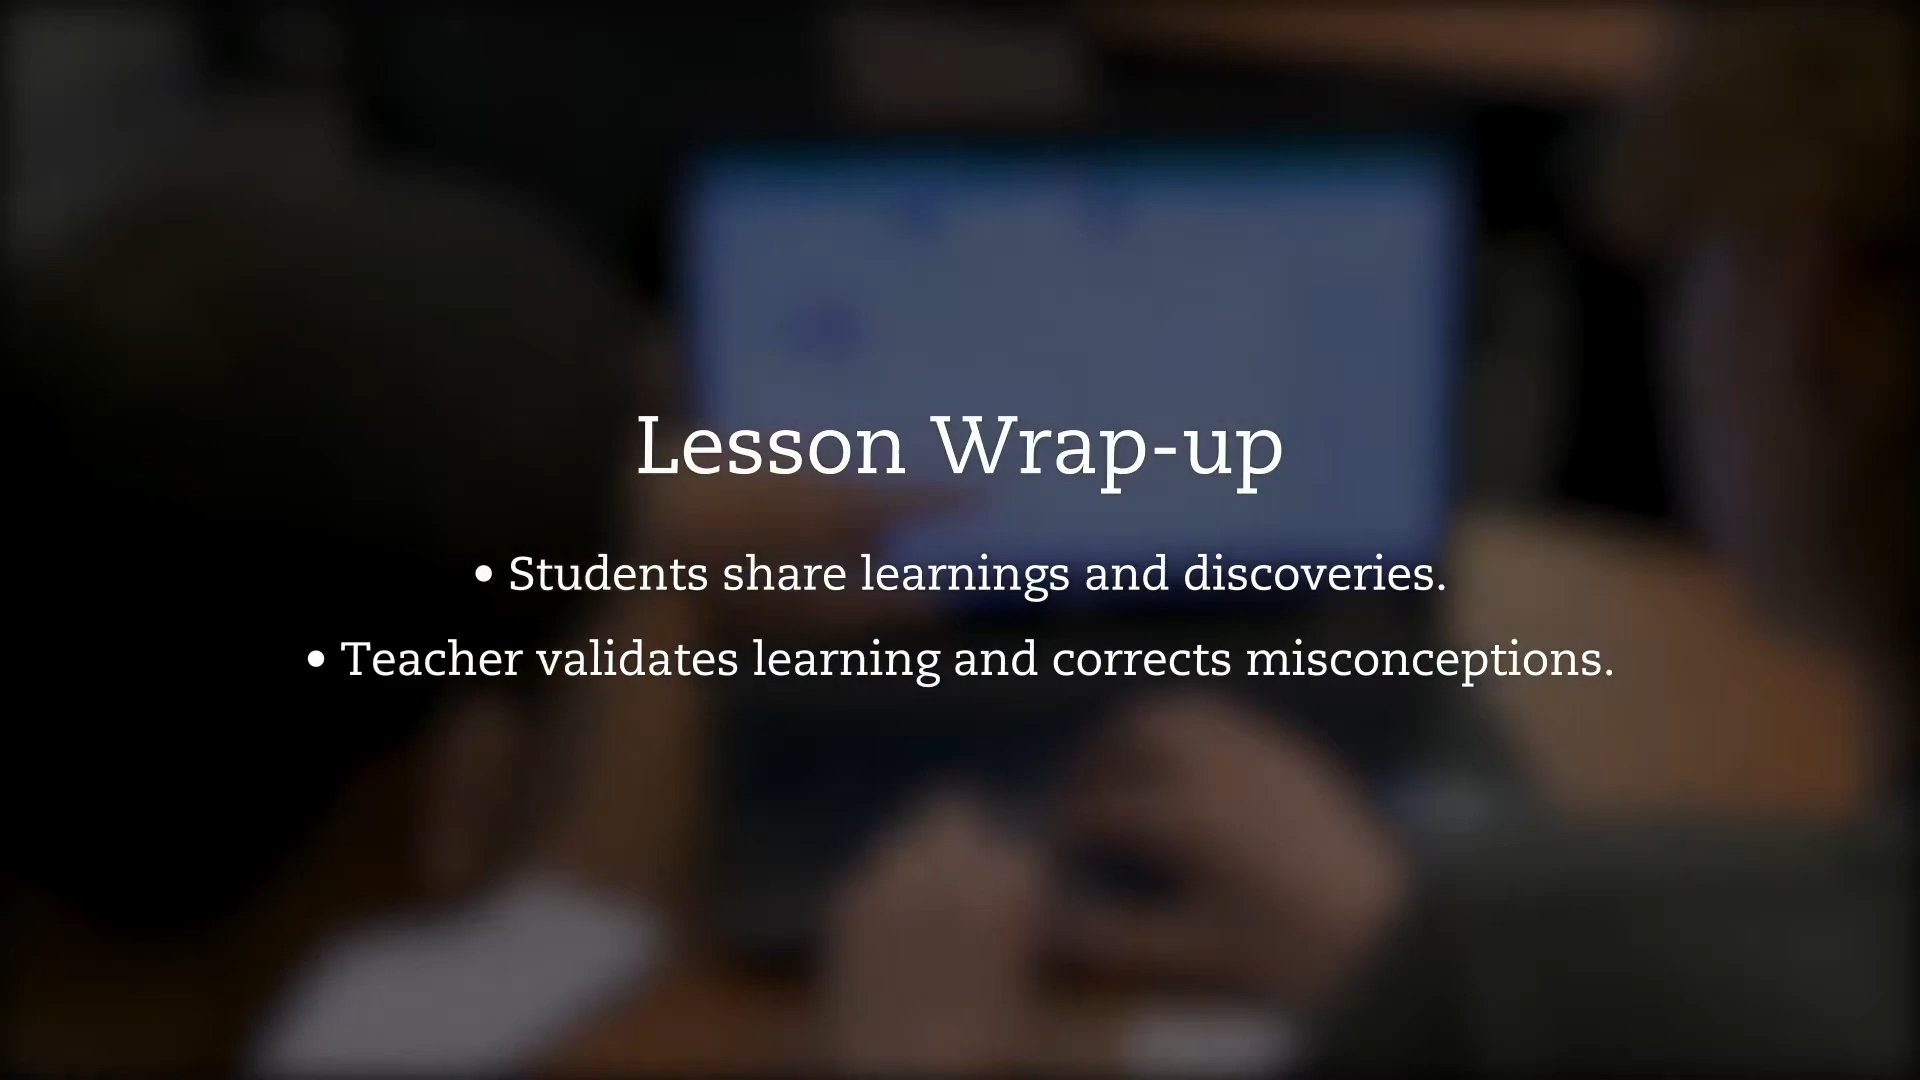 Lesson Wrap-up
• Students share learnings and discoveries.
• Teacher validates learning and corrects misconceptions.